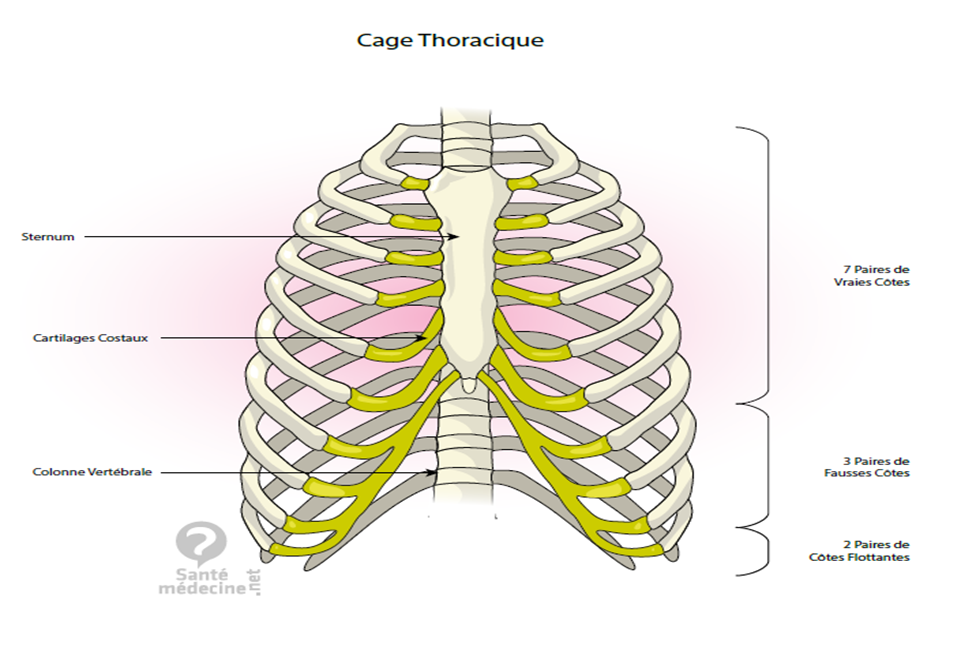 Cage Thoracique
Sternum
7 Paires de
Vraies Côtes
Cartilages Costaux
3 Paires de
Fausses Côtes
Colonne Vertébrale
2 Paires de
Côtes Flottantes
?
Santé
médecine.net